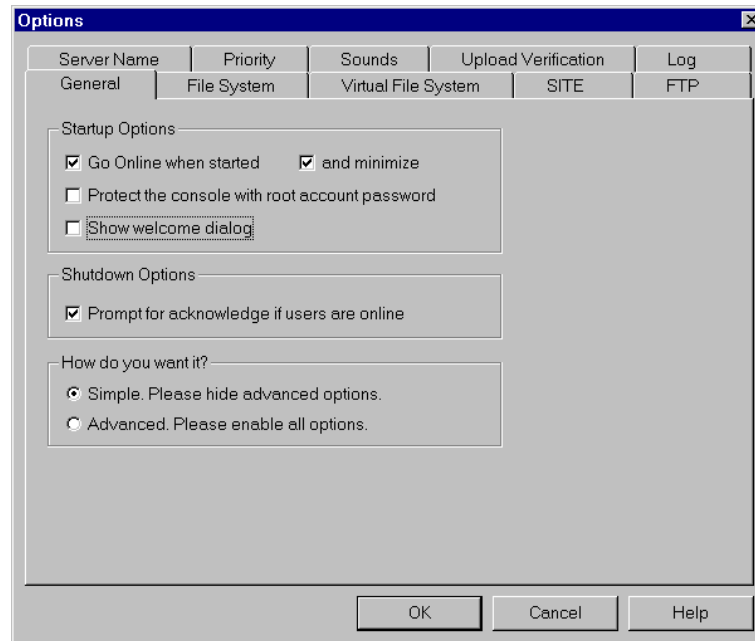 Options
Server Name Priority Sounds Upload Verification Log
General File System Virtual File System SITE FTP
Startup Options
Go Online when started and minimize
Protect the console with root account password
Show welcome dialog
Shutdown Options
Prompt for acknowledge if users are online
How do you want it?
Simple. Please hide advanced options.
Advanced. Please enable all options.
OK Cancel Help